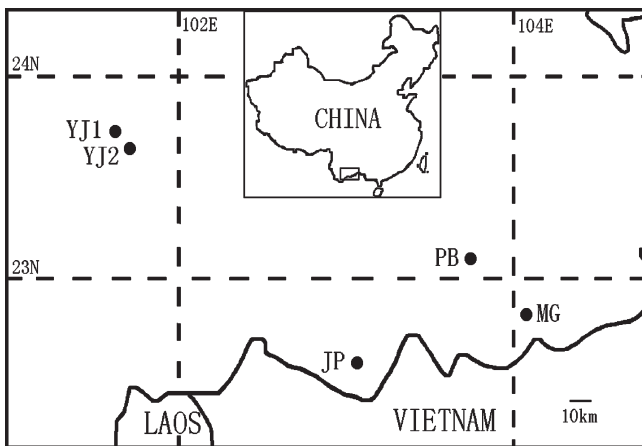 102E
104E
24N
CHINA
YJ1
YJ2
PB
23N
MG
JP
LAOS
VIETNAM
10km